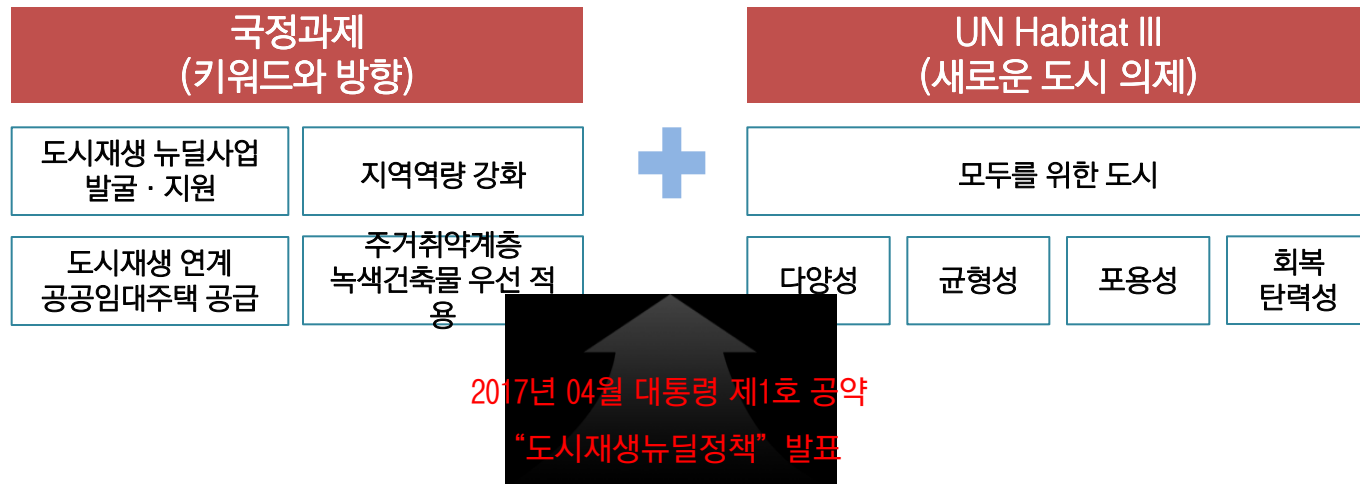 국정과제
(키워드와 방향)
도시재생 뉴딜사업
발굴 · 지원
지역역량 강화
도시재생 연계
공공임대주택 공급
주거취약계층
녹색건축물 우선 적
용
UN Habitat III
(새로운 도시 의제)
모두를 위한 도시
다양성
균형성
포용성
회복
탄력성
2017년 04월 대통령 제1호 공약
“도시재생뉴딜정책” 발표